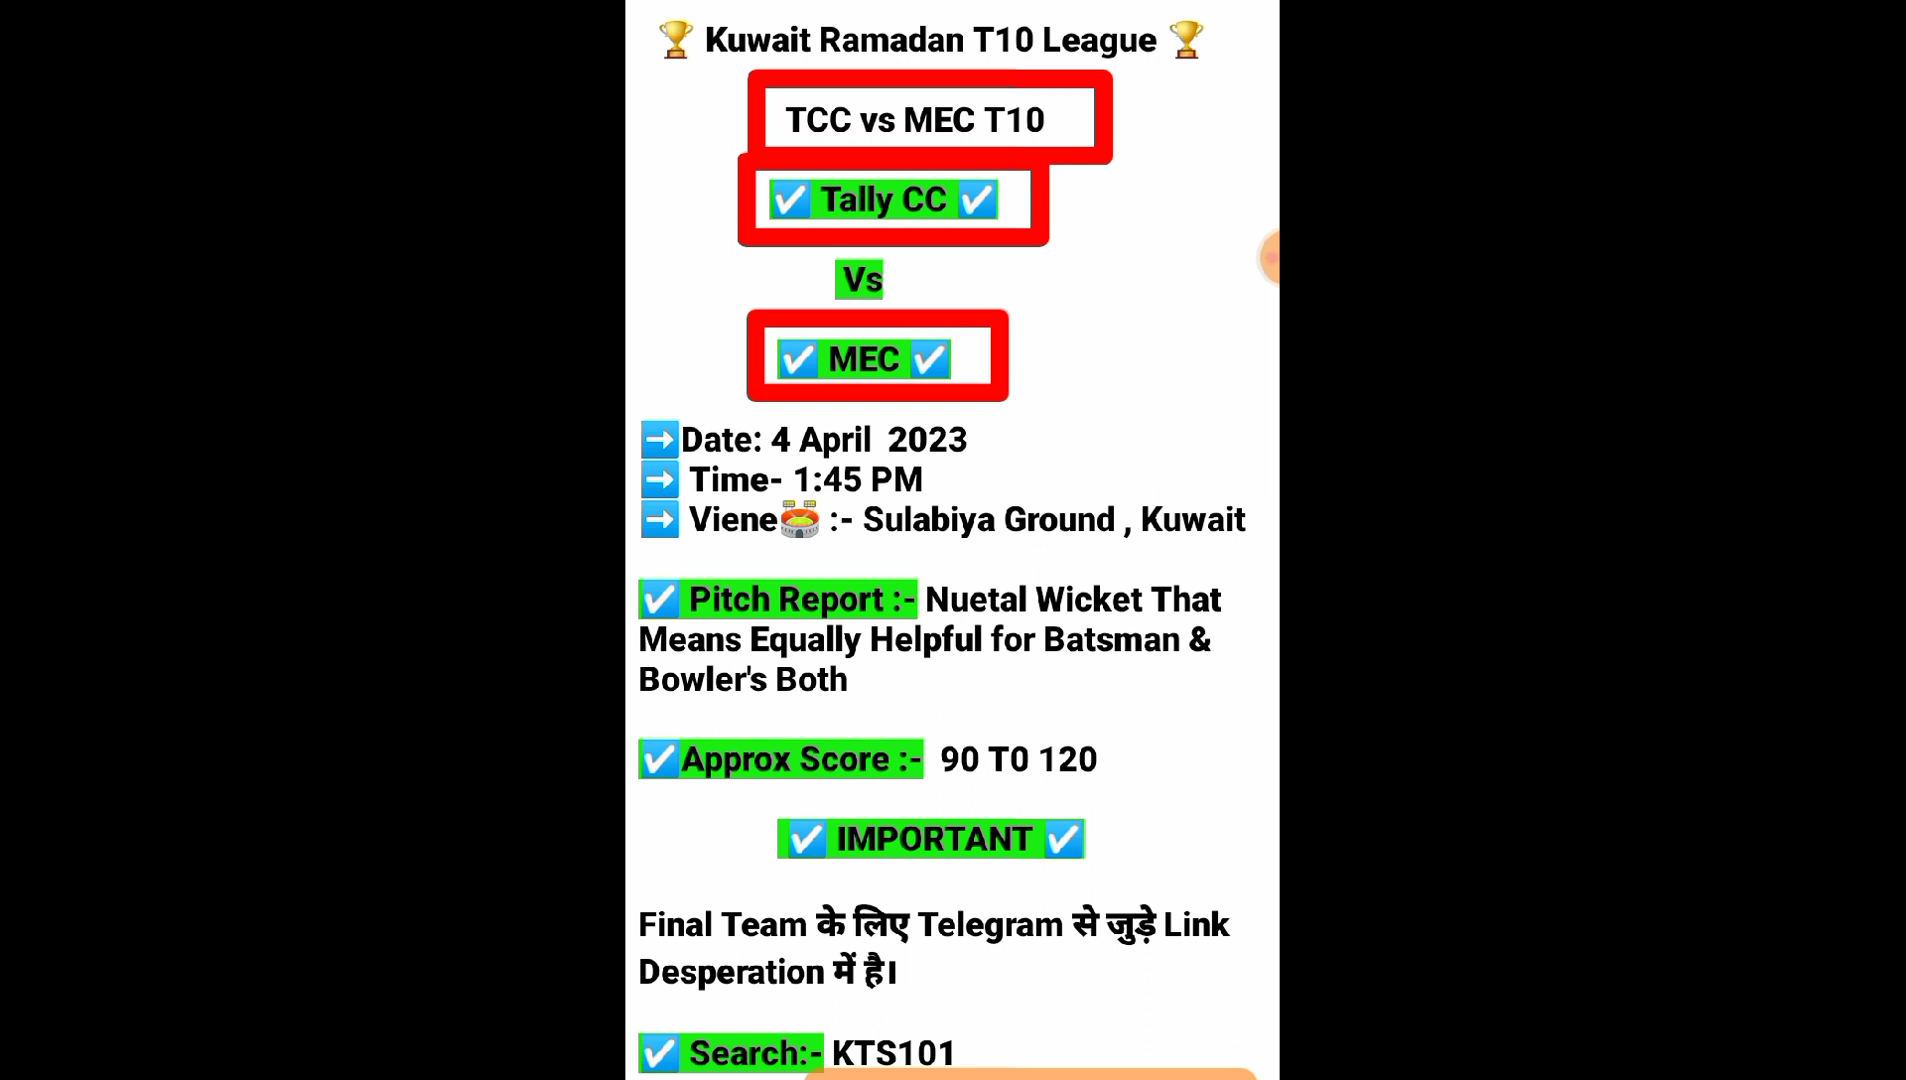 🏆 Kuwait Ramadan T10 League 🏆
TCC vs MEC T10
✅ Tally CC ✅
Vs
✅ MEC ✅
➡️Date: 4 April 2023
➡️ Time- 1:45 PM
➡️ Viene🏟️ :- Sulabiya Ground , Kuwait
✅ Pitch Report :- Nuetal Wicket That
Means Equally Helpful for Batsman &
Bowler's Both
✅Approx Score :- 90 T0 120
✅ IMPORTANT ✅
Final Team के लिए Telegram से जुड़े Link
Desperation में है।
✅ Search:- KTS101